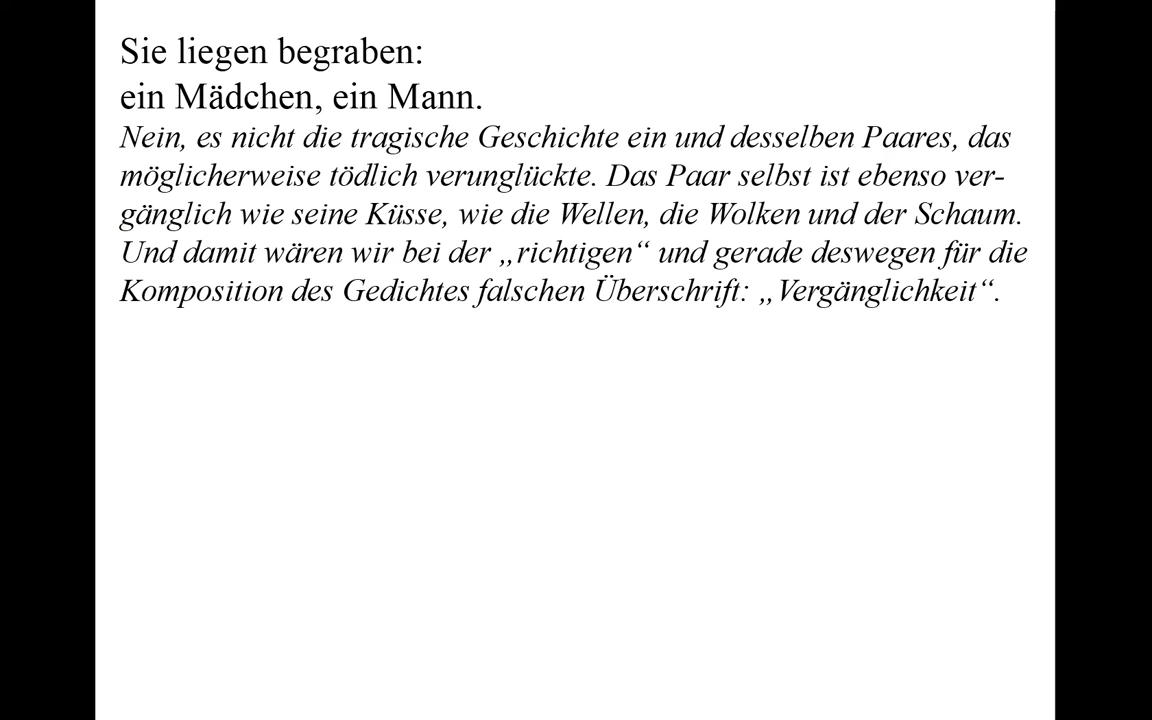 Sie liegen begraben:
ein Mädchen, ein Mann.
Nein, es nicht die tragische Geschichte ein und desselben Paares, das
möglicherweise tödlich verunglückte. Das Paar selbst ist ebenso ver-
gänglich wie seine Küsse, wie die Wellen, die Wolken und der Schaum.
Und damit wären wir bei der „richtigen“ und gerade deswegen für die
Komposition des Gedichtes falschen Überschrift: „Vergänglichkeit“.